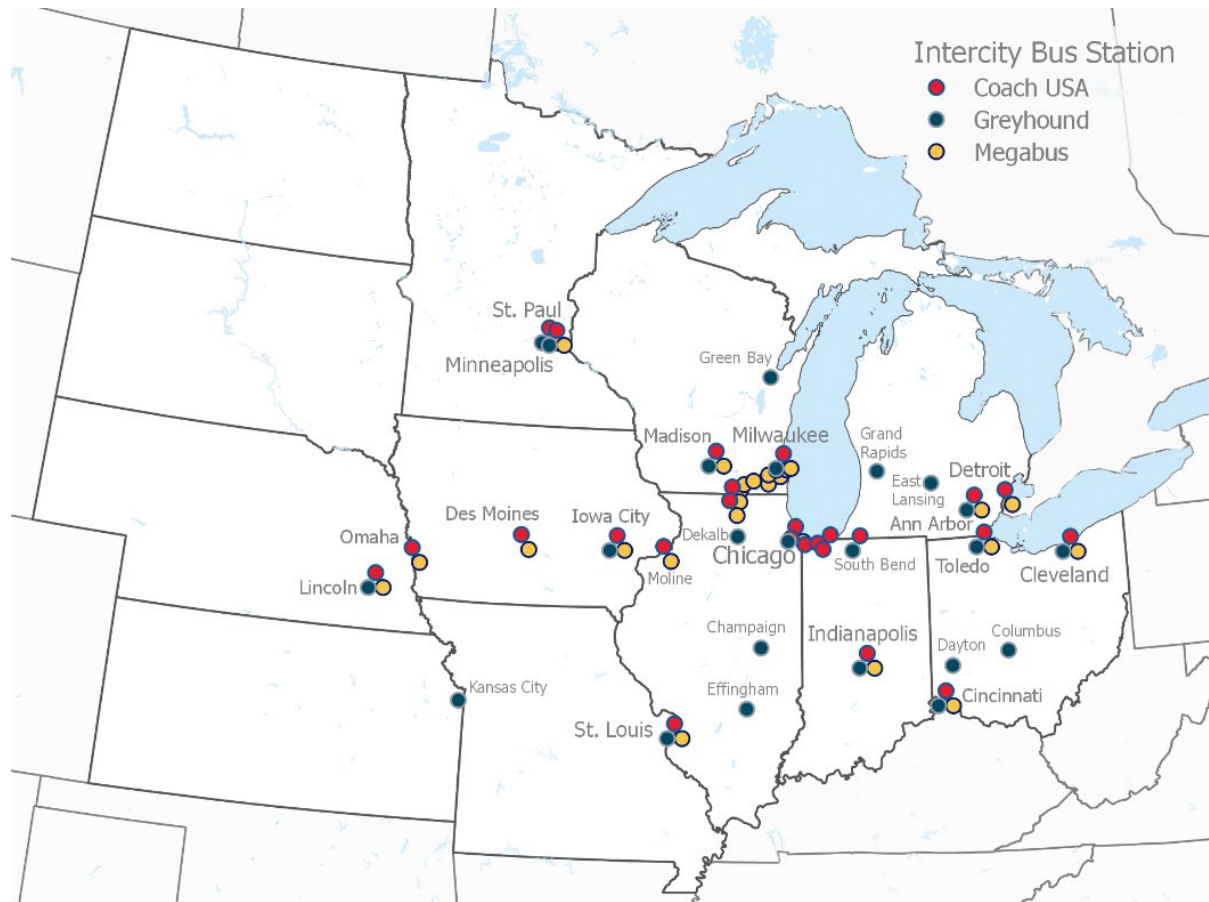 Intercity Bus Station
Coach USA
Greyhound
Megabus
St. Paul
Minneapolis
Green Bay
Madison
Milwaukee
Grand
Rapids
East
Lansing
Detroit
Ann Arbor
Des Moines
Iowa City
Omaha
Dekalb
Chicago
Moline
South Bend
Toledo
Cleveland
Lincoln
Champaign
Indianapolis
Dayton
Columbus
Kansas City
Effingham
Cincinnati
St. Louis